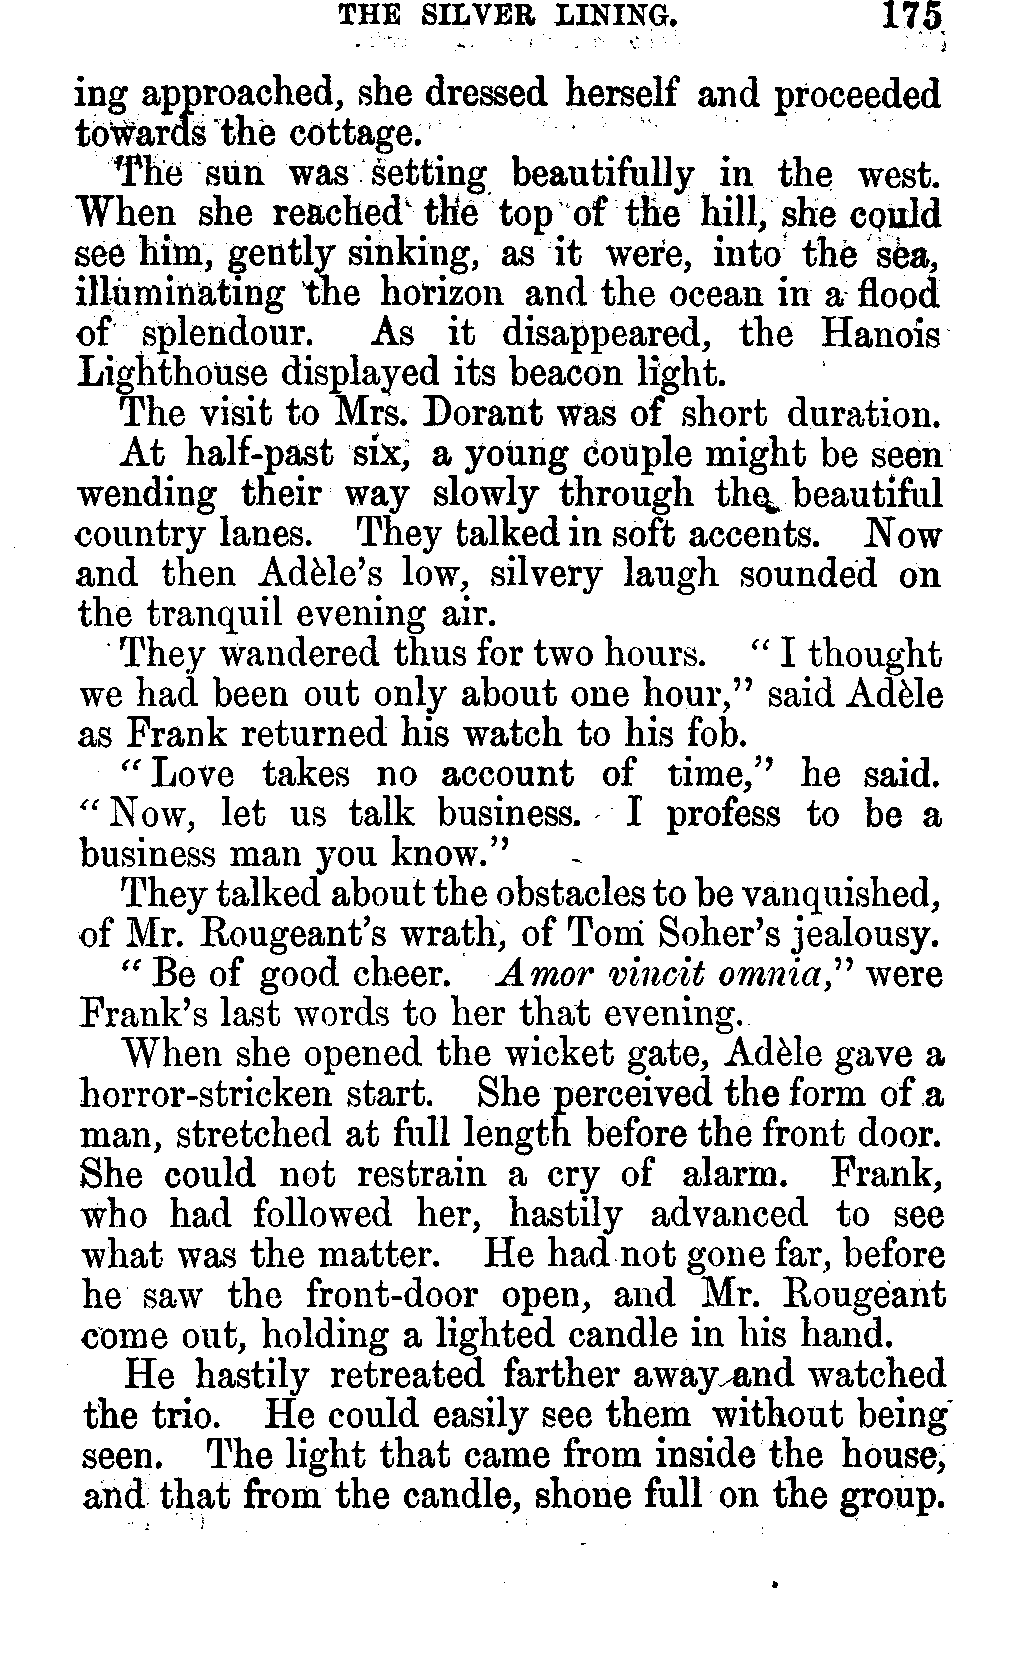 THE SILVER LINING. 175
ing approached, she dressed herself and proceeded
towards the cottage.
The sun was setting beautifully in the west.
When she reached the top of the hill, she could
see him, gently sinking, as it were, into the sea,
illuminating the horizon and the ocean in a flood
of splendour. As it disappeared, the Hanois
Lighthouse displayed its beacon light.
The visit to Mrs. Dorant was of short duration.
At half-past six, a young couple might be seen
wending their way slowly through the beautiful
country lanes. They talked in soft accents. Now
and then Adèle's low, silvery laugh sounded on
the tranquil evening air.
They wandered thus for two hours. "I thought
we had been out only about one hour," said Adèle
as Frank returned his watch to his fob.
"Love takes no account of time," he said.
"Now, let us talk business. I profess to be a
business man you know."
They talked about the obstacles to be vanquished,
of Mr. Rougeant's wrath, of Tom Soher's jealousy.
"Be of good cheer. Amor vincit omnia," were
Frank's last words to her that evening.
When she opened the wicket gate, Adèle gave a
horror-stricken start. She perceived the form of a
man, stretched at full length before the front door.
She could not restrain a cry of alarm. Frank,
who had followed her, hastily advanced to see
what was the matter. He had not gone far, before
he saw the front-door open, and Mr. Rougeant
come out, holding a lighted candle in his hand.
He hastily retreated farther away and watched
the trio. He could easily see them without being
seen. The light that came from inside the house,
and that from the candle, shone full on the group.